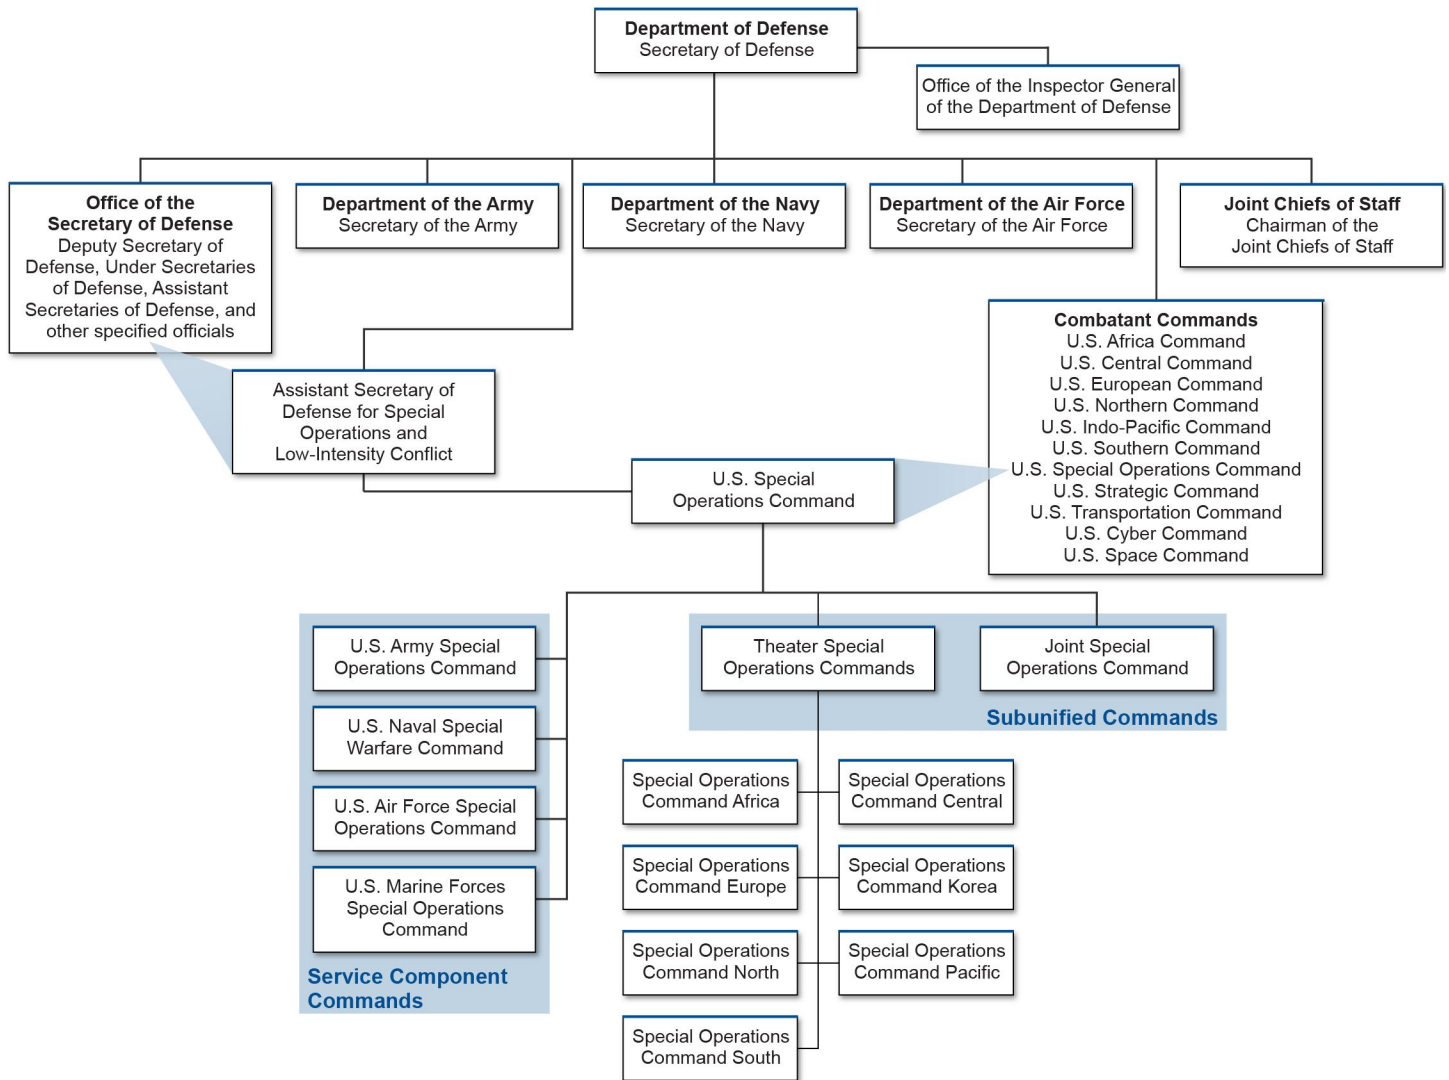 Department of Defense
Secretary of Defense
Office of the Inspector General
of the Department of Defense
Office of the
Secretary of Defense
Deputy Secretary of
Defense, Under Secretaries
of Defense, Assistant
Secretaries of Defense, and
other specified officials
Department of the Army
Secretary of the Army
Department of the Navy
Secretary of the Navy
Department of the Air Force
Secretary of the Air Force
Joint Chiefs of Staff
Chairman of the
Joint Chiefs of Staff
Combatant Commands
U.S. Africa Command
U.S. Central Command
U.S. European Command
U.S. Northern Command
U.S. Indo-Pacific Command
U.S. Southern Command
U.S. Special Operations Command
U.S. Strategic Command
U.S. Transportation Command
U.S. Cyber Command
U.S. Space Command
Assistant Secretary of
Defense for Special
Operations and
Low-Intensity Conflict
U.S. Special
Operations Command
U.S. Army Special
Operations Command
U.S. Naval Special
Warfare Command
U.S. Air Force Special
Operations Command
U.S. Marine Forces
Special Operations
Command
Service Component
Commands
Theater Special
Operations Commands
Joint Special
Operations Command
Subunified Commands
Special Operations
Command Africa
Special Operations
Command Central
Special Operations
Command Europe
Special Operations
Command Korea
Special Operations
Command North
Special Operations
Command Pacific
Special Operations
Command South